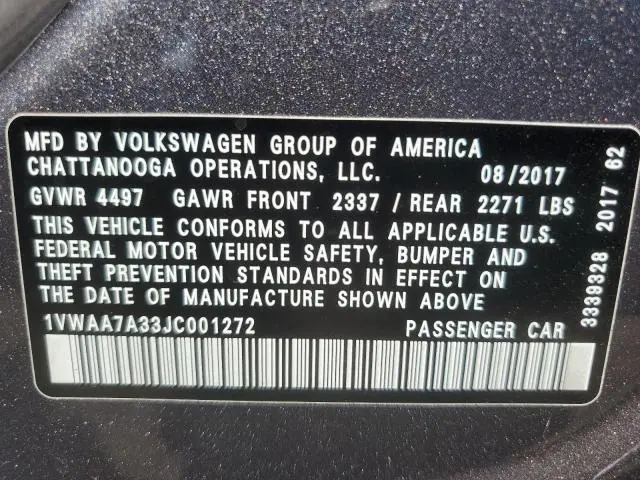 MFD BY VOLKSWAGEN GROUP OF AMERICA
CHATTANOOGA OPERATIONS, LLC. 08/2017
GVWR 4497 GAWR FRONT 2337 / REAR 2271 LBS
THIS VEHICLE CONFORMS TO ALL APPLICABLE U.S.
FEDERAL MOTOR VEHICLE SAFETY, BUMPER AND
THEFT PREVENTION STANDARDS IN EFFECT ON
THE DATE OF MANUFACTURE SHOWN ABOVE.
1VWAA7A33JC001272 PASSENGER CAR
3339328 2017 62